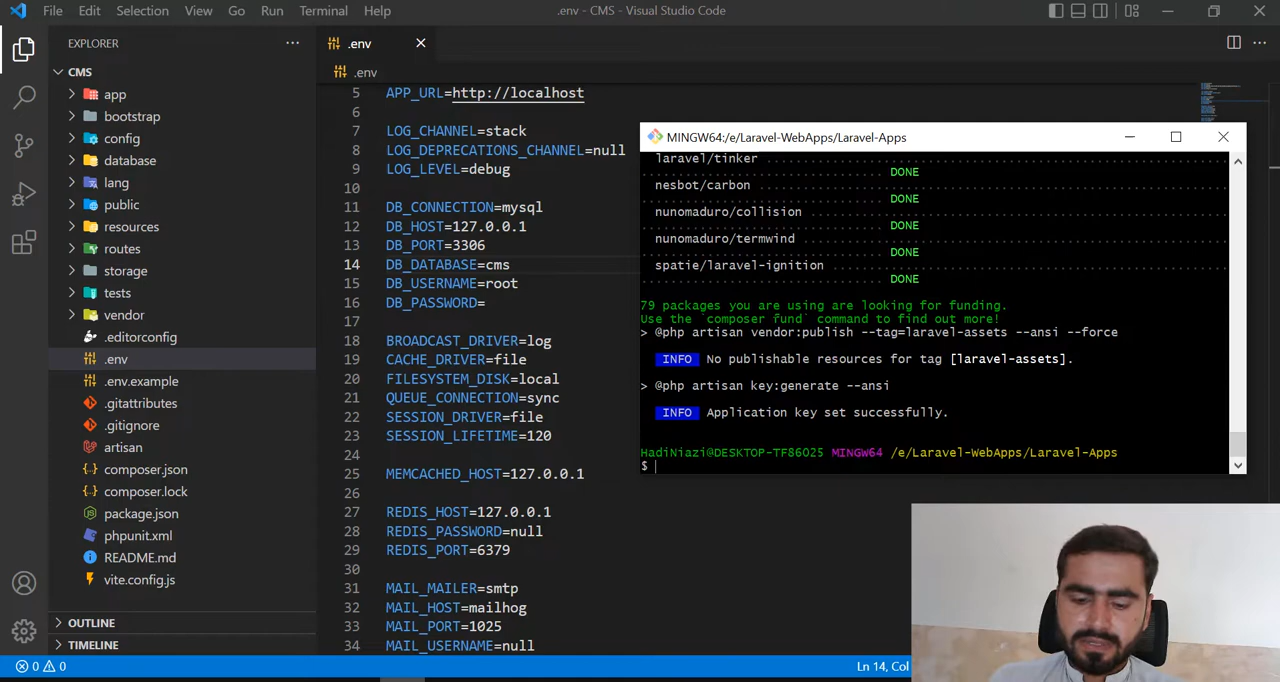 File Edit Selection View Go Run Terminal Help
.env - CMS - Visual Studio Code
EXPLORER
CMS
app
bootstrap
config
database
lang
public
resources
routes
storage
tests
vendor
.editorconfig
.env
.env.example
.gitattributes
.gitignore
artisan
composer.json
composer.lock
package.json
phpunit.xml
README.md
vite.config.js
OUTLINE
TIMELINE
.env
.env
5 APP_URL=http://localhost
6
7 LOG_CHANNEL=stack
8 LOG_DEPRECATIONS_CHANNEL=null
9 LOG_LEVEL=debug
10
11 DB_CONNECTION=mysql
12 DB_HOST=127.0.0.1
13 DB_PORT=3306
14 DB_DATABASE=cms
15 DB_USERNAME=root
16 DB_PASSWORD=
17
18 BROADCAST_DRIVER=log
19 CACHE_DRIVER=file
20 FILESYSTEM_DISK=local
21 QUEUE_CONNECTION=sync
22 SESSION_DRIVER=file
23 SESSION_LIFETIME=120
24
25 MEMCACHED_HOST=127.0.0.1
26
27 REDIS_HOST=127.0.0.1
28 REDIS_PASSWORD=null
29 REDIS_PORT=6379
30
31 MAIL_MAILER=smtp
32 MAIL_HOST=mailhog
33 MAIL_PORT=1025
34 MAIL_USERNAME=null
MINGW64:/e/Laravel-WebApps/Laravel-Apps
laravel/tinker
DONE
nesbot/carbon
DONE
nunomaduro/collision
DONE
nunomaduro/termwind
DONE
spatie/laravel-ignition
DONE
79 packages you are using are looking for funding.
Use the `composer fund` command to find out more!
> @php artisan vendor:publish --tag=laravel-assets --ansi --force
INFO No publishable resources for tag [laravel-assets].
> @php artisan key:generate --ansi
INFO Application key set successfully.
HadiNiazi@DESKTOP-TF86O25 MINGW64 /e/Laravel-WebApps/Laravel-Apps
$
0 0
Ln 14, Col